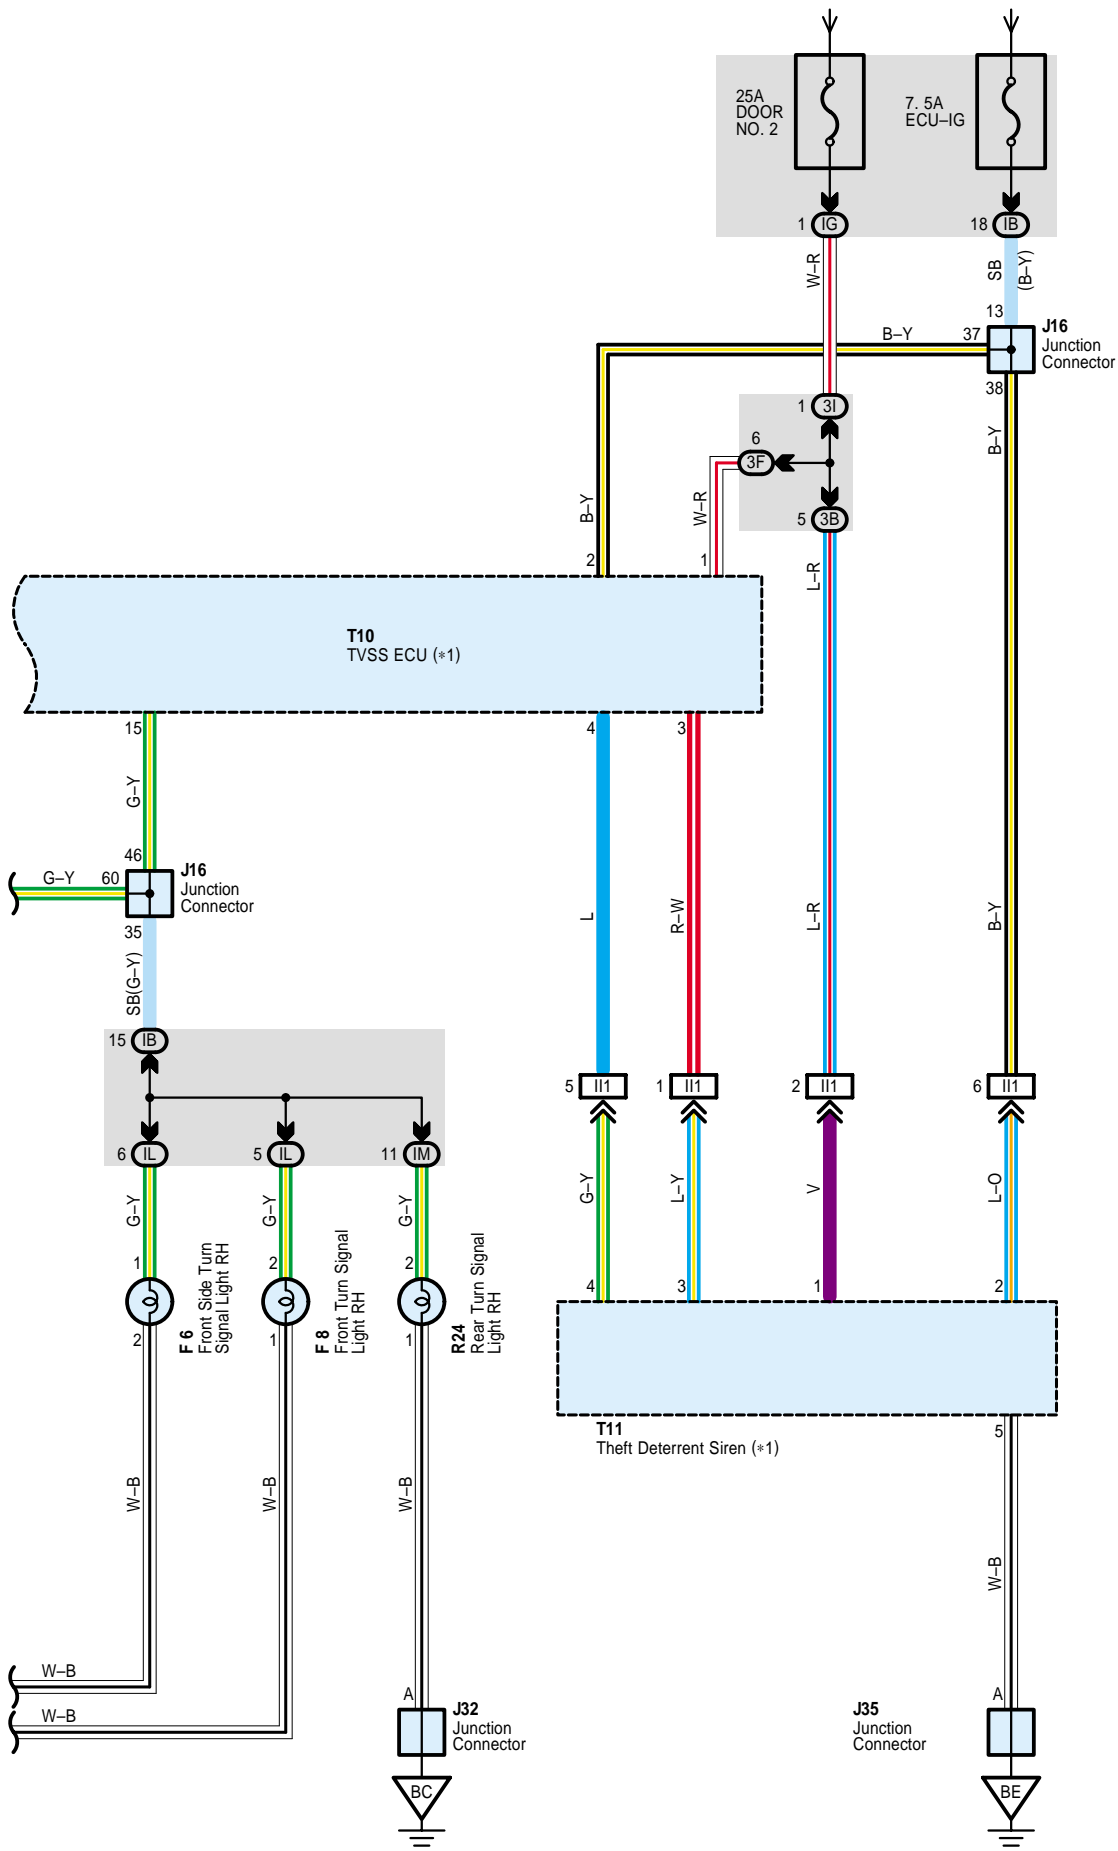 25A
DOOR
NO. 2
7. 5A
ECU–IG
1 IG
18 IB
W–R
SB
(B–Y)
13
J16
Junction
Connector
B–Y 37
38
1 3I
B–Y
6
3F
5 3B
B–Y
W–R
2
1
L–R
T10
TVSS ECU (∗1)
15
4
3
G–Y
46
J16
Junction
Connector
G–Y 60
35
L
R–W
L–R
B–Y
SB(G–Y)
15 IB
5 II1
1 II1
2 II1
6 II1
6 IL
5 IL
11 IM
G–Y
G–Y
G–Y
G–Y
L–Y
V
L–O
1
2
2
4
3
1
2
F 6
Front Side Turn
Signal Light RH
F 8
Front Turn Signal
Light RH
R24
Rear Turn Signal
Light RH
2
1
1
T11
Theft Deterrent Siren (∗1)
5
W–B
W–B
W–B
W–B
W–B
W–B
A
J32
Junction
Connector
J35
Junction
Connector
A
BC
BE